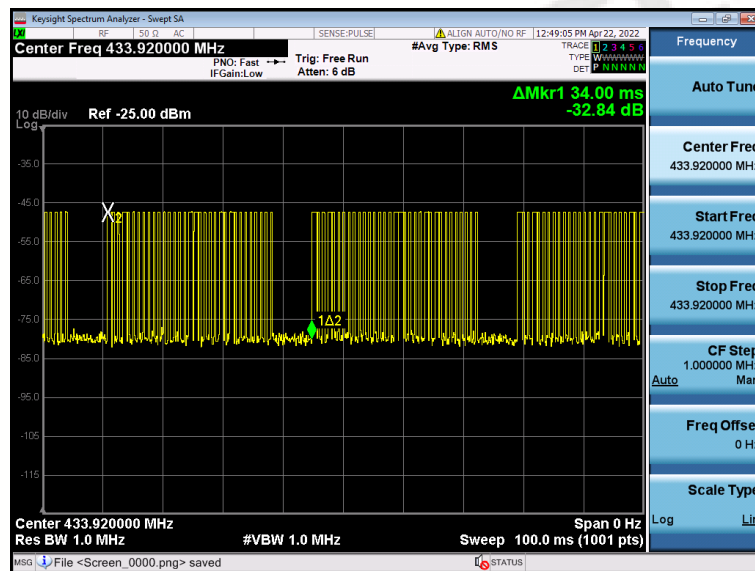 Keysight Spectrum Analyzer - Swept SA
LXI RF 50 Ω AC SENSE:PULSE ALIGN AUTO/NO RF 12:49:05 PM Apr 22, 2022
Center Freq 433.920000 MHz
PNO: Fast
IFGain:Low
Trig: Free Run
Atten: 6 dB
#Avg Type: RMS
TRACE 1 2 3 4 5 6
TYPE WWWWWW
DET P N N N N N
ΔMkr1 34.00 ms
-32.84 dB
10 dB/div Ref -25.00 dBm
Log
-35.0
-45.0
-55.0
-65.0
-75.0
-85.0
-95.0
-105
-115
2
1Δ2
Center 433.920000 MHz Span 0 Hz
Res BW 1.0 MHz #VBW 1.0 MHz Sweep 100.0 ms (1001 pts)
MSG File <Screen_0000.png> saved STATUS
Frequency
Auto Tune
Center Freq
433.920000 MHz
Start Freq
433.920000 MHz
Stop Freq
433.920000 MHz
CF Step
1.000000 MHz
Auto Man
Freq Offset
0 Hz
Scale Type
Log Lin